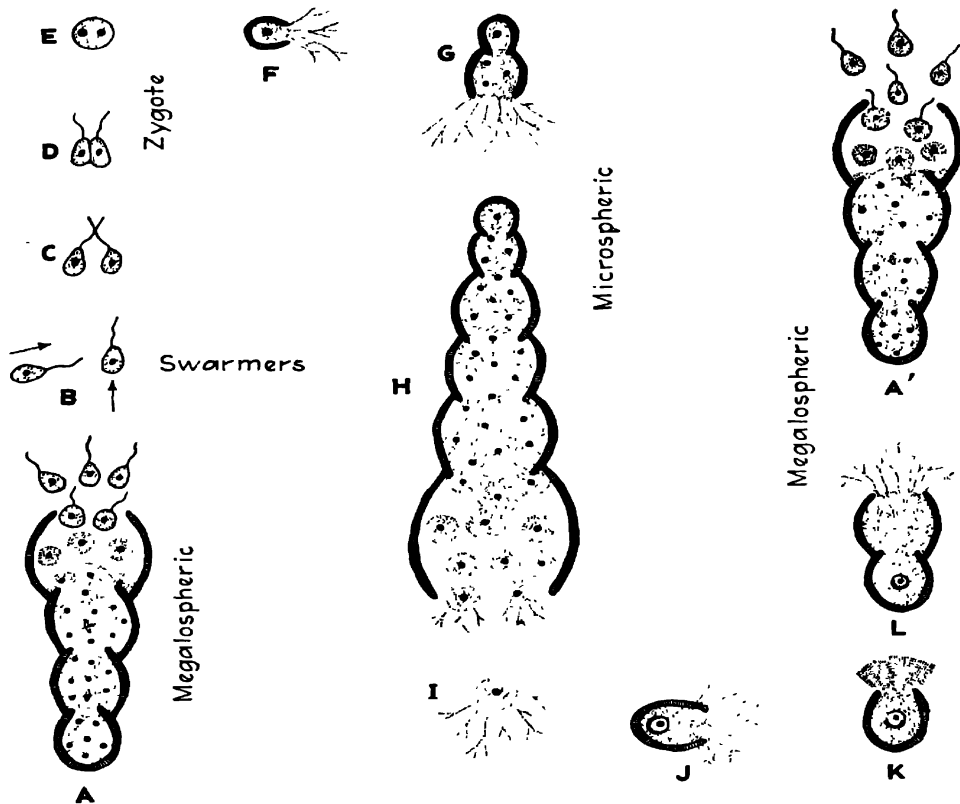 E
F
G
Zygote
D
C
Microspheric
B
Swarmers
H
A′
Megalospheric
Megalospheric
L
I
J
K
A